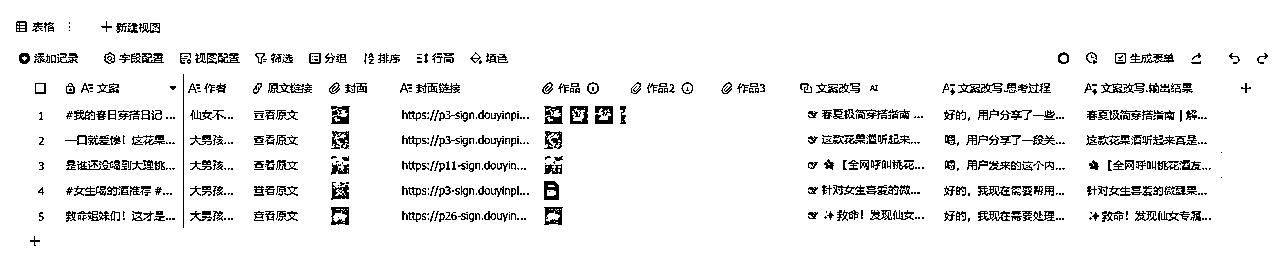 表格 ⋮ + 新建视图
添加记录 字段配置 视图配置 筛选 分组 排序 行高 填色 生成表单
文案 作者 原文链接 封面 封面链接 作品 作品2 作品3 文案改写 AI 文案改写.思考过程 文案改写.输出结果 +
1 #我的春日穿搭日记 ... 仙女不... 查看原文 https://p3-sign.douyinpi... 春夏极简穿搭指南 ... 好的，用户分享了一些... 春夏极简穿搭指南 | 解...
2 一口就爱惨！这花果... 大男孩... 查看原文 https://p3-sign.douyinpi... 这款花果酒听起来... 嗯，用户分享了一段关... 这款花果酒听起来真是...
3 是谁还没喝到大理桃... 大男孩... 查看原文 https://p11-sign.douyinp... 【全网呼叫桃花... 嗯，用户发来的这个内... 【全网呼叫桃花酒友...
4 #女生喝的酒推荐 #... 大男孩... 查看原文 https://p3-sign.douyinpi... 针对女生喜爱的微... 好的，我现在需要帮用... 针对女生喜爱的微醺果...
5 救命姐妹们！这才是... 大男孩... 查看原文 https://p26-sign.douyin... ✨救命！发现仙女... 好的，我现在需要处理... ✨救命！发现仙女专属...
+